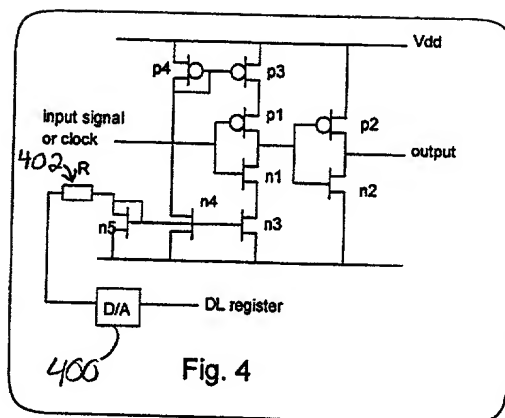 Vdd
p4
p3
input signal
or clock
p1
p2
output
402
R
n1
n2
n4
n5
n3
D/A
DL register
400
Fig. 4